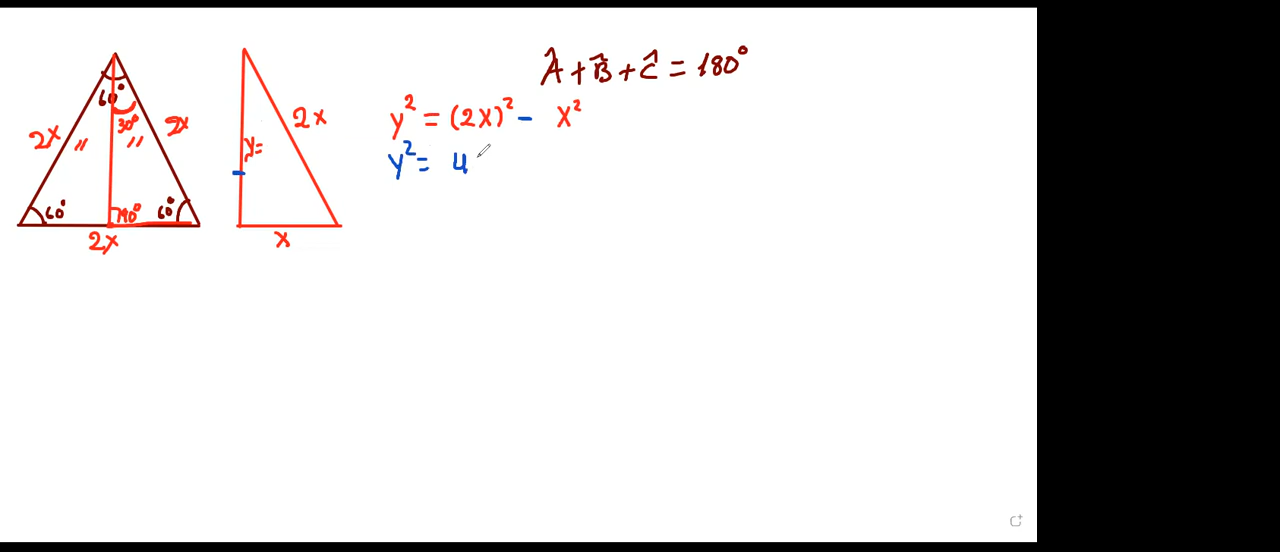 Â + B̂ + Ĉ = 180°
60°
30°
2x
2x
60°
90°
60°
2x
y=
2x
x
y² = (2x)² - x²
y² = 4